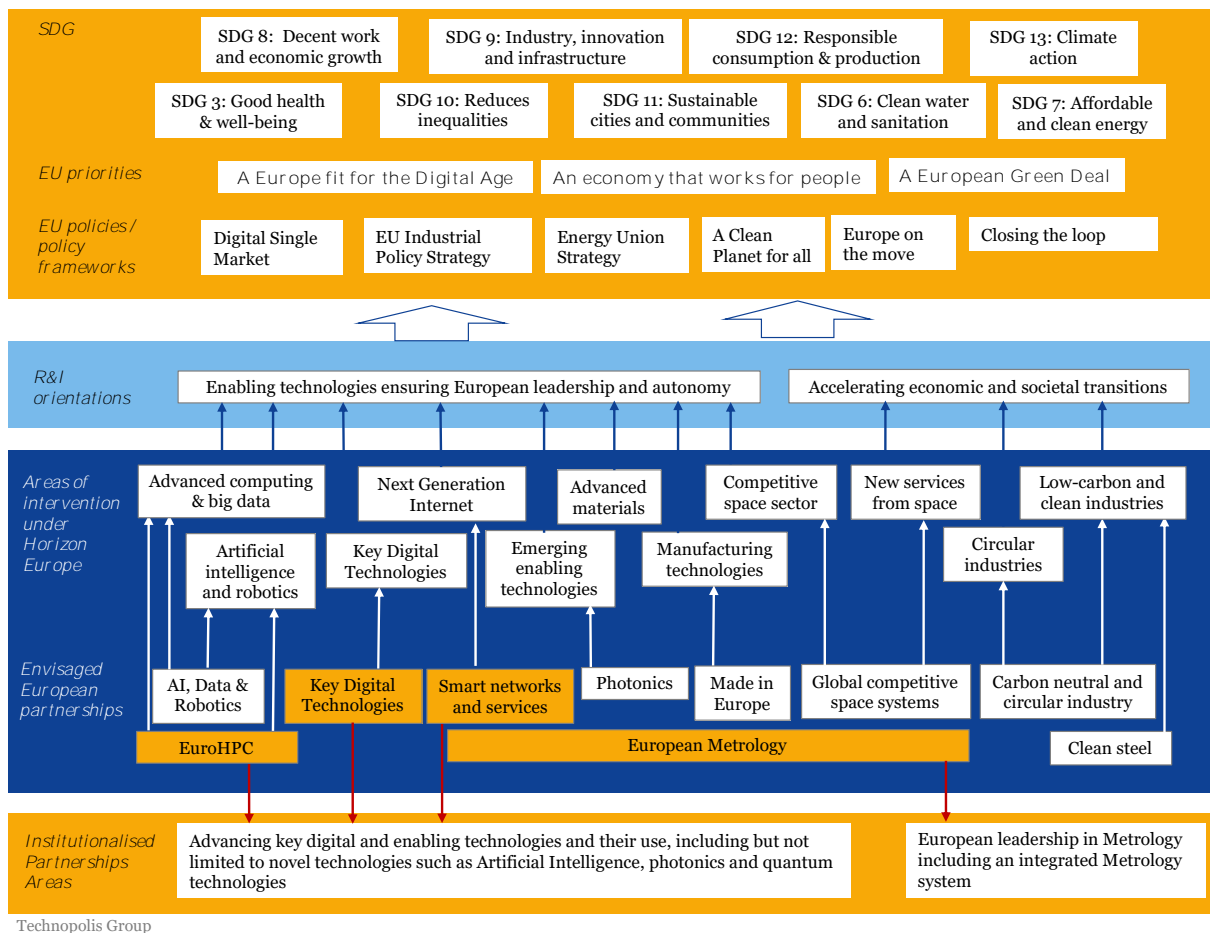 SDG
SDG 8: Decent work
and economic growth
SDG 9: Industry, innovation
and infrastructure
SDG 12: Responsible
consumption & production
SDG 13: Climate
action
SDG 3: Good health
& well-being
SDG 10: Reduces
inequalities
SDG 11: Sustainable
cities and communities
SDG 6: Clean water
and sanitation
SDG 7: Affordable
and clean energy
EU priorities
A Europe fit for the Digital Age
An economy that works for people
A European Green Deal
EU policies/
policy
frameworks
Digital Single
Market
EU Industrial
Policy Strategy
Energy Union
Strategy
A Clean
Planet for all
Europe on
the move
Closing the loop
R&I
orientations
Enabling technologies ensuring European leadership and autonomy
Accelerating economic and societal transitions
Areas of
intervention
under
Horizon
Europe
Advanced computing
& big data
Next Generation
Internet
Advanced
materials
Competitive
space sector
New services
from space
Low-carbon and
clean industries
Artificial
intelligence
and robotics
Key Digital
Technologies
Emerging
enabling
technologies
Manufacturing
technologies
Circular
industries
Envisaged
European
partnerships
AI, Data &
Robotics
Key Digital
Technologies
Smart networks
and services
Photonics
Made in
Europe
Global competitive
space systems
Carbon neutral and
circular industry
EuroHPC
European Metrology
Clean steel
Institutionalised
Partnerships
Areas
Advancing key digital and enabling technologies and their use, including but not
limited to novel technologies such as Artificial Intelligence, photonics and quantum
technologies
European leadership in Metrology
including an integrated Metrology
system
Technopolis Group